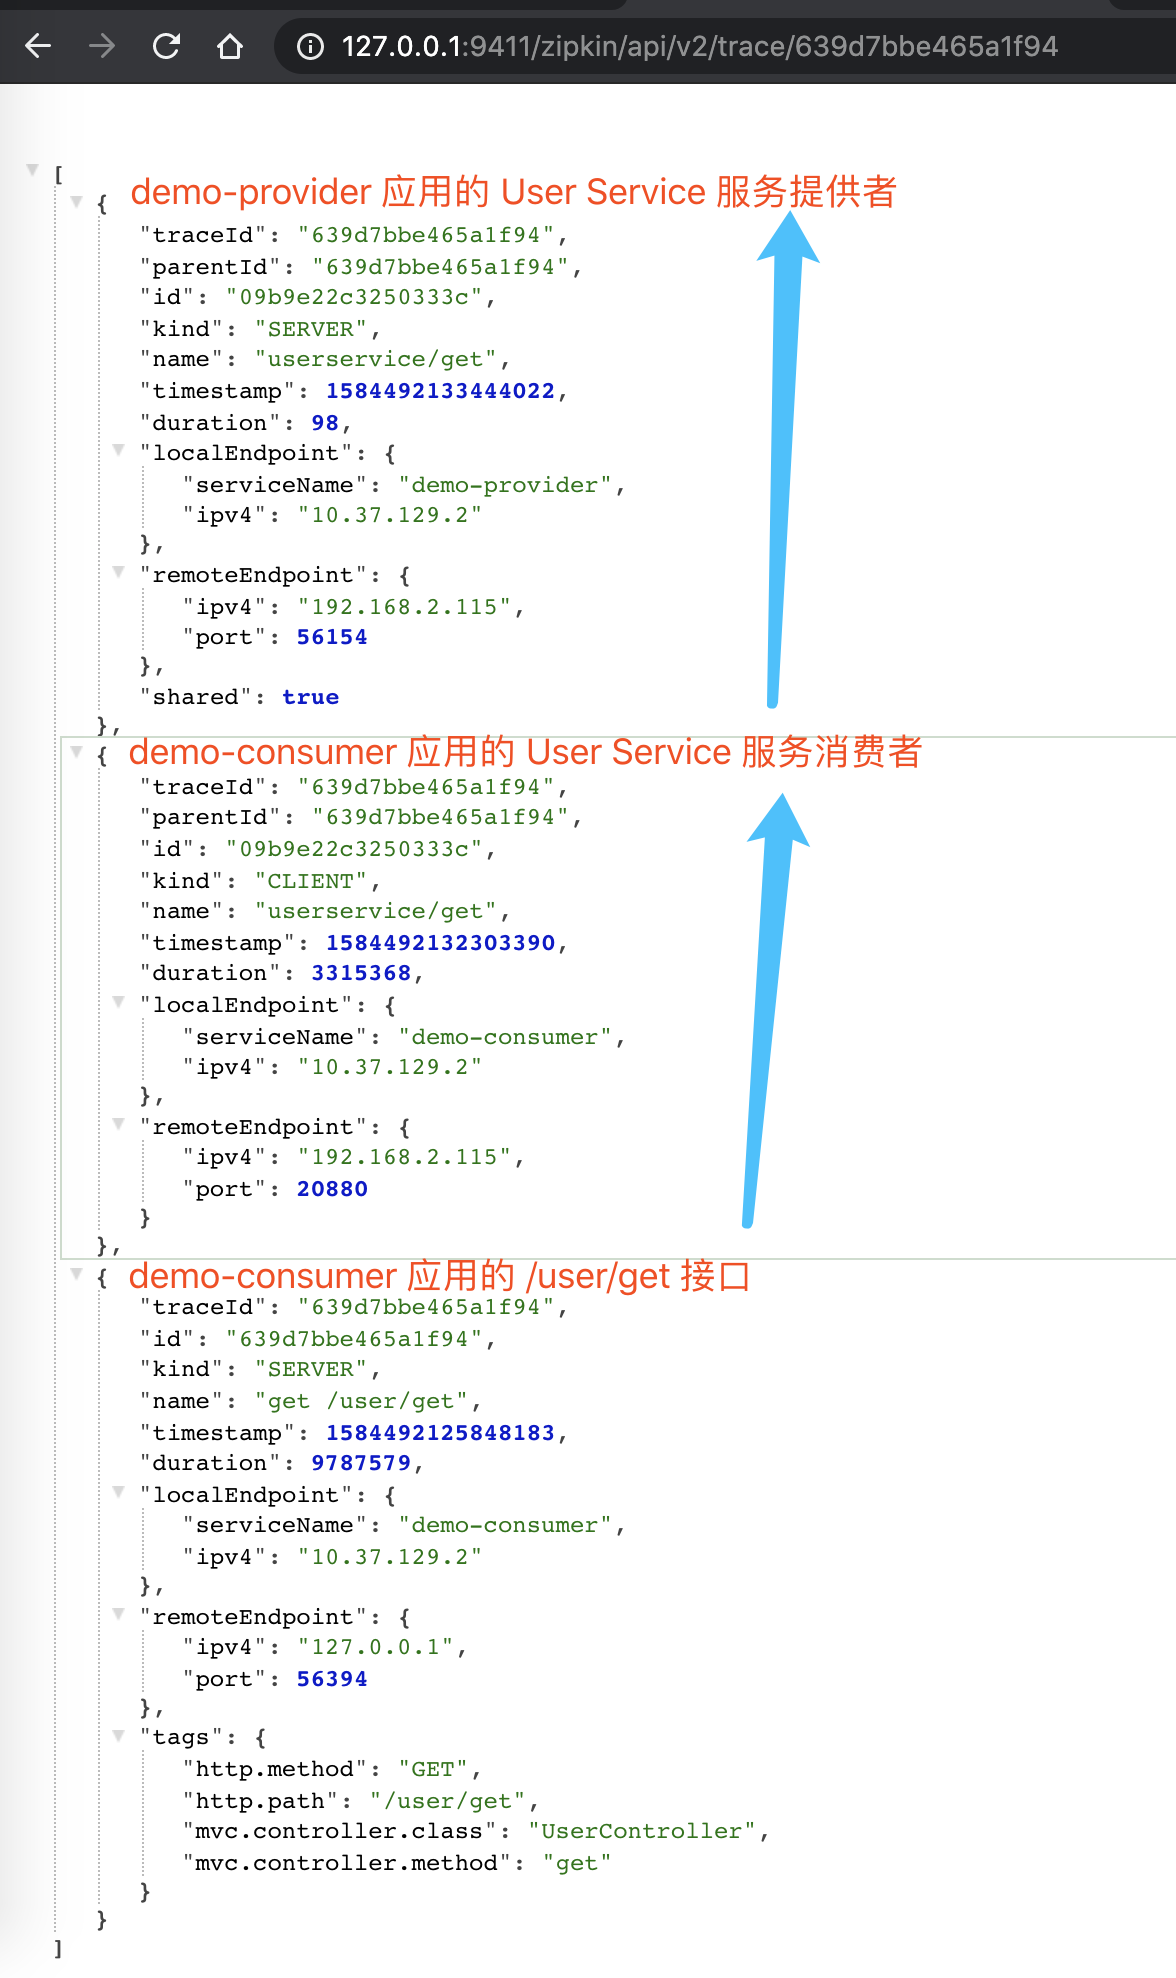 127.0.0.1:9411/zipkin/api/v2/trace/639d7bbe465a1f94
[
{ demo-provider 应用的 User Service 服务提供者
"traceId": "639d7bbe465a1f94",
"parentId": "639d7bbe465a1f94",
"id": "09b9e22c3250333c",
"kind": "SERVER",
"name": "userservice/get",
"timestamp": 1584492133444022,
"duration": 98,
"localEndpoint": {
"serviceName": "demo-provider",
"ipv4": "10.37.129.2"
},
"remoteEndpoint": {
"ipv4": "192.168.2.115",
"port": 56154
},
"shared": true
},
{ demo-consumer 应用的 User Service 服务消费者
"traceId": "639d7bbe465a1f94",
"parentId": "639d7bbe465a1f94",
"id": "09b9e22c3250333c",
"kind": "CLIENT",
"name": "userservice/get",
"timestamp": 1584492132303390,
"duration": 3315368,
"localEndpoint": {
"serviceName": "demo-consumer",
"ipv4": "10.37.129.2"
},
"remoteEndpoint": {
"ipv4": "192.168.2.115",
"port": 20880
}
},
{ demo-consumer 应用的 /user/get 接口
"traceId": "639d7bbe465a1f94",
"id": "639d7bbe465a1f94",
"kind": "SERVER",
"name": "get /user/get",
"timestamp": 1584492125848183,
"duration": 9787579,
"localEndpoint": {
"serviceName": "demo-consumer",
"ipv4": "10.37.129.2"
},
"remoteEndpoint": {
"ipv4": "127.0.0.1",
"port": 56394
},
"tags": {
"http.method": "GET",
"http.path": "/user/get",
"mvc.controller.class": "UserController",
"mvc.controller.method": "get"
}
}
]